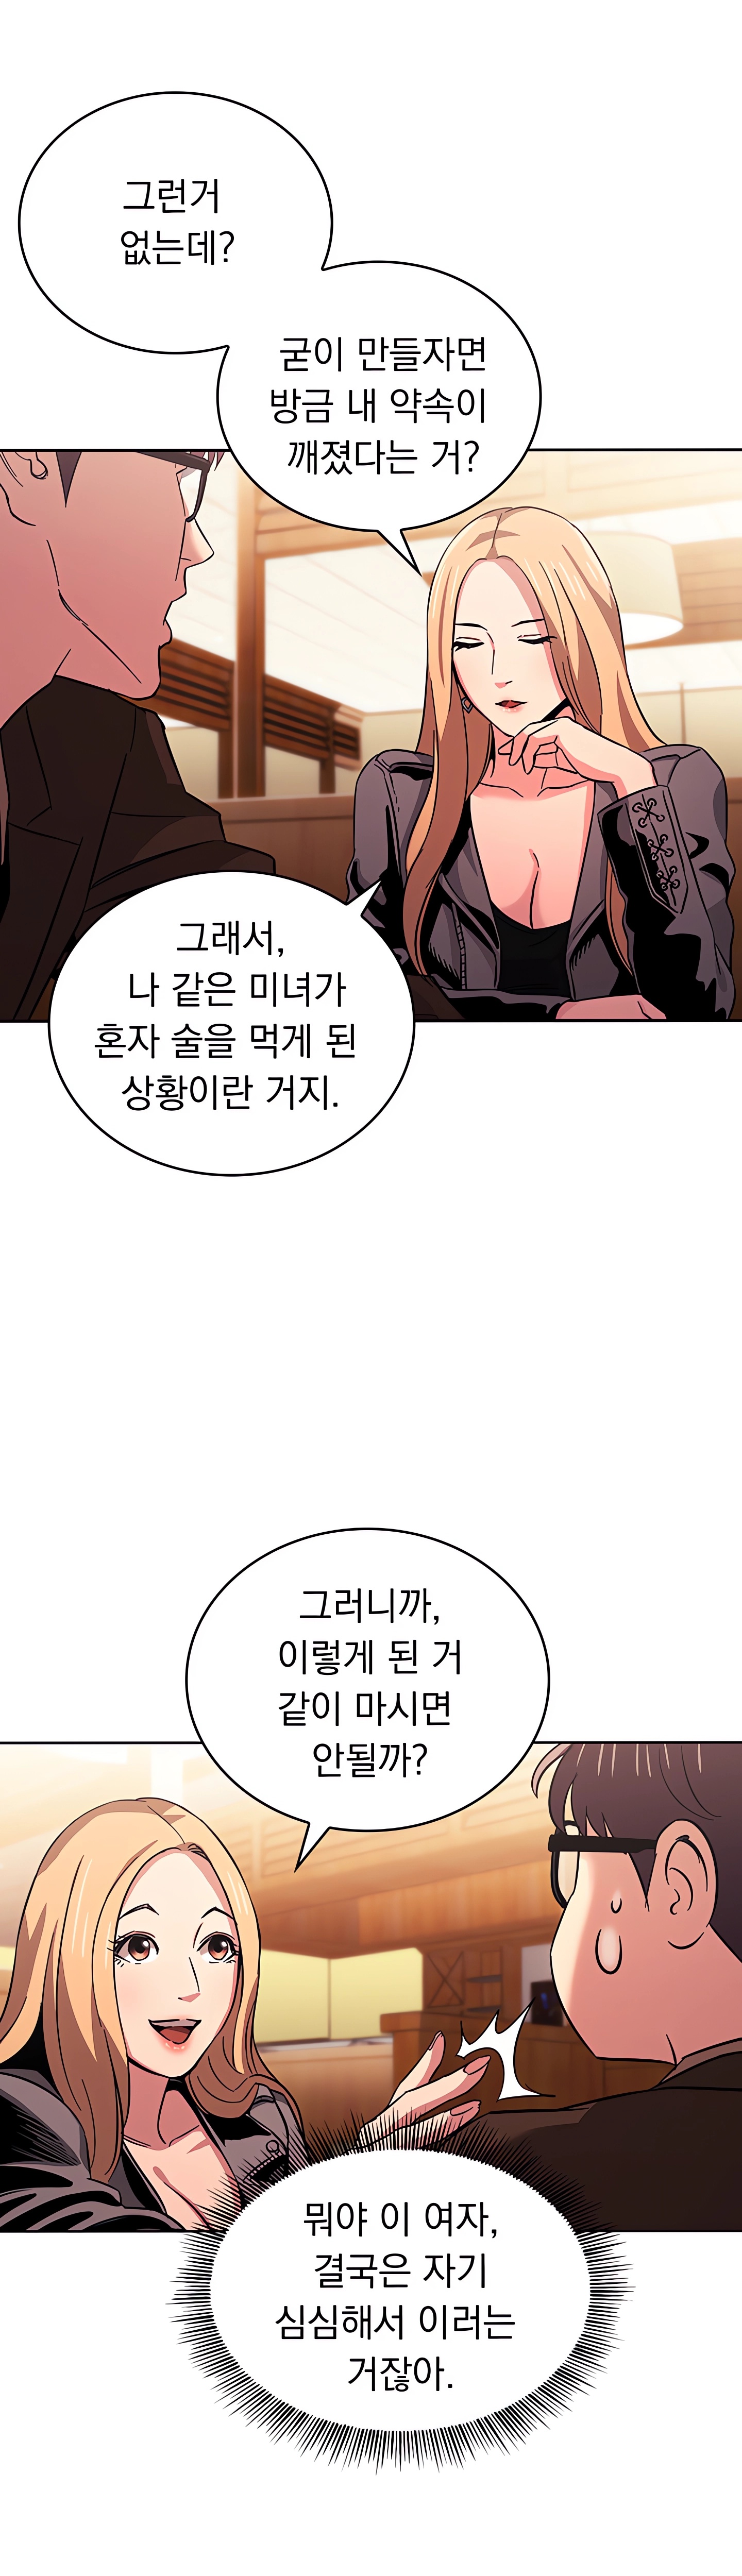 그런거
없는데?
굳이 만들자면
방금 내 약속이
깨졌다는 거?
그래서,
나 같은 미녀가
혼자 술을 먹게 된
상황이란 거지.
그러니까,
이렇게 된 거
같이 마시면
안될까?
뭐야 이 여자,
결국은 자기
심심해서 이러는
거잖아.